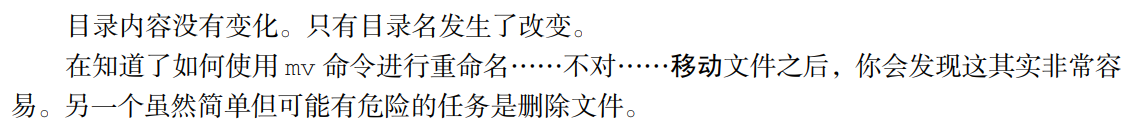 目录内容没有变化。只有目录名发生了改变。
在知道了如何使用 mv 命令进行重命名……不对……移动文件之后，你会发现这其实非常容
易。另一个虽然简单但可能有危险的任务是删除文件。